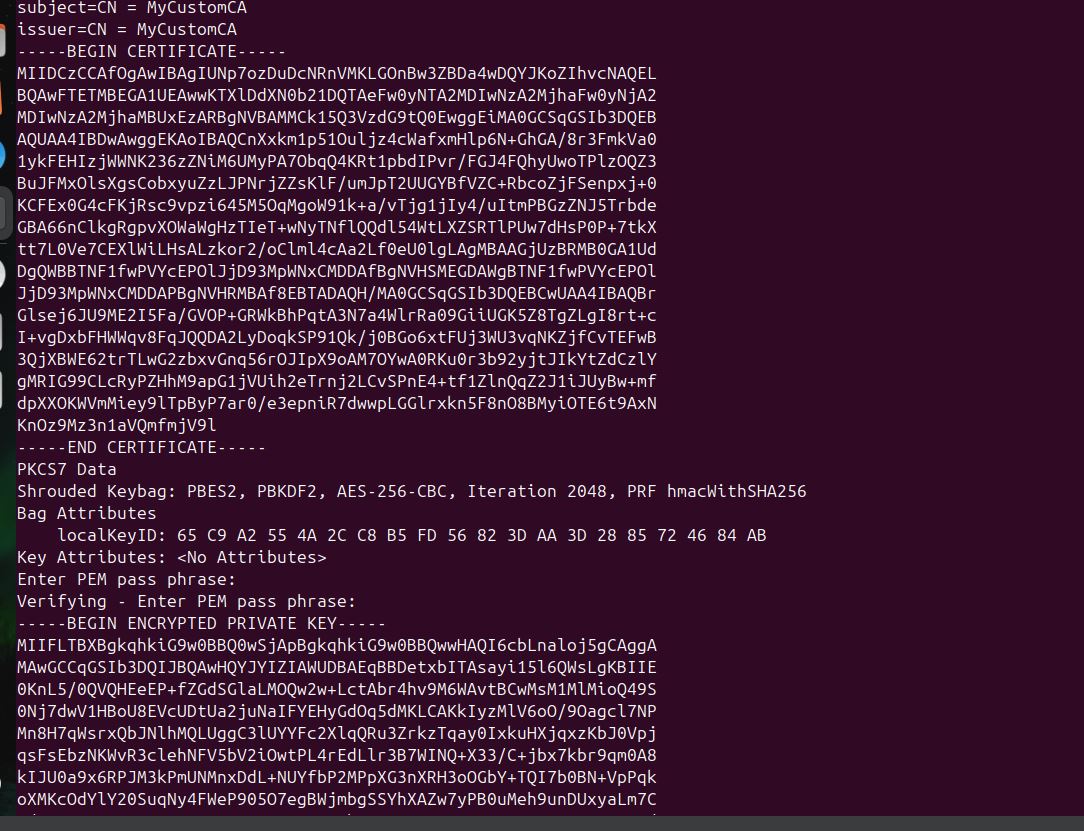 subject=CN = MyCustomCA
issuer=CN = MyCustomCA
-----BEGIN CERTIFICATE-----
MIIDCzCCAfOgAwIBAgIUNp7ozDuDcNRnVMKLGOnBw3ZBDa4wDQYJKoZIhvcNAQEL
BQAwFTETMBEGA1UEAwwKTXlDdXN0b21DQTAeFw0yNTA2MDIwNzA2MjhaFw0yNjA2
MDIwNzA2MjhaMBUxEzARBgNVBAMMCk15Q3VzdG9tQ0EwggEiMA0GCSqGSIb3DQEB
AQUAA4IBDwAwggEKAoIBAQCnXxkm1p51Ouljz4cWafxmHlp6N+GhGA/8r3FmkVa0
1ykFEHIzjWWNK236zZNiM6UMyPA7ObqQ4KRt1pbdIPvr/FGJ4FQhyUwoTPlzOQZ3
BuJFMxOlsXgsCobxyuZzLJPNrjZZsKlF/umJpT2UUGYBfVZC+RbcoZjFSenpxj+0
KCFEx0G4cFKjRsc9vpzi645M5OqMgoW91k+a/vTjg1jIy4/uItmPBGzZNJ5Trbde
GBA66nClkgRgpvXOWaWgHzTIeT+wNyTNflQQdl54WtLXZSRTlPUw7dHsP0P+7tkX
tt7L0Ve7CEXlWiLHsALzkor2/oClml4cAa2Lf0eU0lgLAgMBAAGjUzBRMB0GA1Ud
DgQWBBTNF1fwPVYcEPOlJjD93MpWNxCMDDAfBgNVHSMEGDAWgBTNF1fwPVYcEPOl
JjD93MpWNxCMDDAPBgNVHRMBAf8EBTADAQH/MA0GCSqGSIb3DQEBCwUAA4IBAQBr
Glsej6JU9ME2I5Fa/GVOP+GRWkBhPqtA3N7a4WlrRa09GiiUGK5Z8TgZLgI8rt+c
I+vgDxbFHWWqv8FqJQQDA2LyDoqkSP91Qk/j0BGo6xtFUj3WU3vqNKZjfCvTEFwB
3QjXBWE62trTLwG2zbxvGnq56rOJIpX9oAM7OYwA0RKu0r3b92yjtJIkYtZdCzlY
gMRIG99CLcRyPZHhM9apG1jVUih2eTrnj2LCvSPnE4+tf1ZlnQqZ2J1iJUyBw+mf
dpXXOKWVmMiey9lTpByP7ar0/e3epniR7dwwpLGGlrxkn5F8nO8BMyiOTE6t9AxN
KnOz9Mz3n1aVQmfmjV9l
-----END CERTIFICATE-----
PKCS7 Data
Shrouded Keybag: PBES2, PBKDF2, AES-256-CBC, Iteration 2048, PRF hmacWithSHA256
Bag Attributes
    localKeyID: 65 C9 A2 55 4A 2C C8 B5 FD 56 82 3D AA 3D 28 85 72 46 84 AB
Key Attributes: <No Attributes>
Enter PEM pass phrase:
Verifying - Enter PEM pass phrase:
-----BEGIN ENCRYPTED PRIVATE KEY-----
MIIFLTBXBgkqhkiG9w0BBQ0wSjApBgkqhkiG9w0BBQwwHAQI6cbLnaloj5gCAggA
MAwGCCqGSIb3DQIJBQAwHQYJYIZIAWUDBAEqBBDetxbITAsayi15l6QWsLgKBIIE
0KnL5/0QVQHEeEP+fZGdSGlaLMOQw2w+LctAbr4hv9M6WAvtBCwMsM1MlMioQ49S
0Nj7dwV1HBoU8EVcUDtUa2juNaIFYEHyGdOq5dMKLCAKkIyzMlV6oO/9Oagcl7NP
Mn8H7qWsrxQbJNlhMQLUggC3lUYYFc2XlqQRu3ZrkzTqay0IxkuHXjqxzKbJ0Vpj
qsFsEbzNKWvR3clehNFV5bV2iOwtPL4rEdLlr3B7WINQ+X33/C+jbx7kbr9qm0A8
kIJU0a9x6RPJM3kPmUNMnxDdL+NUYfbP2MPpXG3nXRH3oOGbY+TQI7b0BN+VpPqk
oXMKcOdYlY20SuqNy4FWeP905O7egBWjmbgSSYhXAZw7yPB0uMeh9unDUxyaLm7C